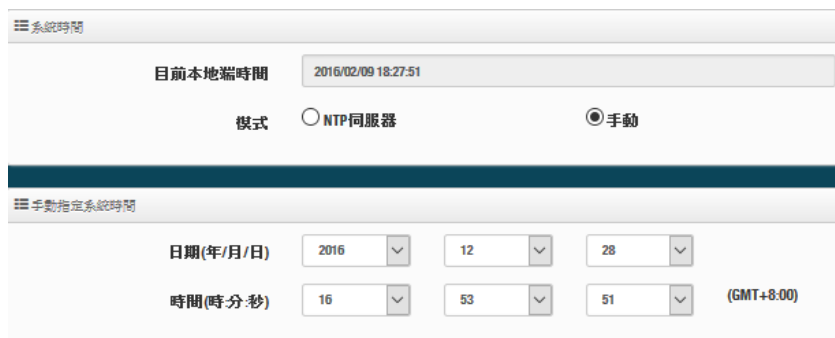 系統時間
目前本地端時間 2016/02/09 18:27:51
模式 NTP伺服器 手動
手動指定系統時間
日期(年/月/日) 2016 12 28
時間(時:分:秒) 16 53 51 (GMT+8:00)